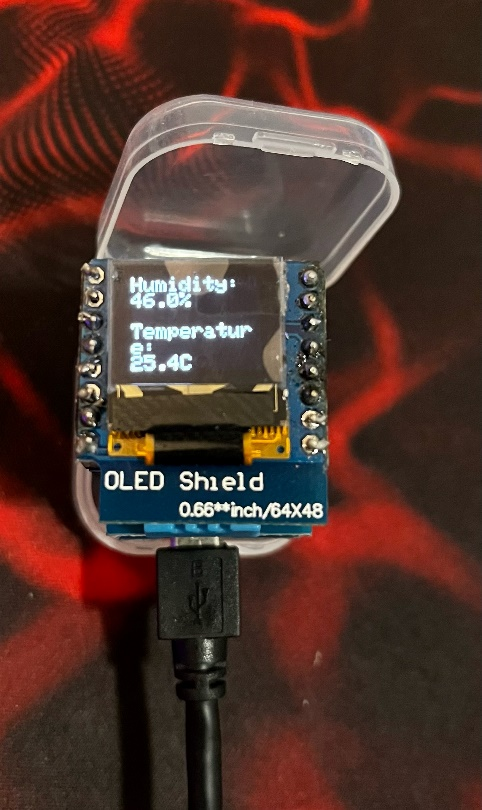 Humidity:
46.0%
Temperatur
e:
25.4C
OLED Shield
0.66**inch/64X48
B